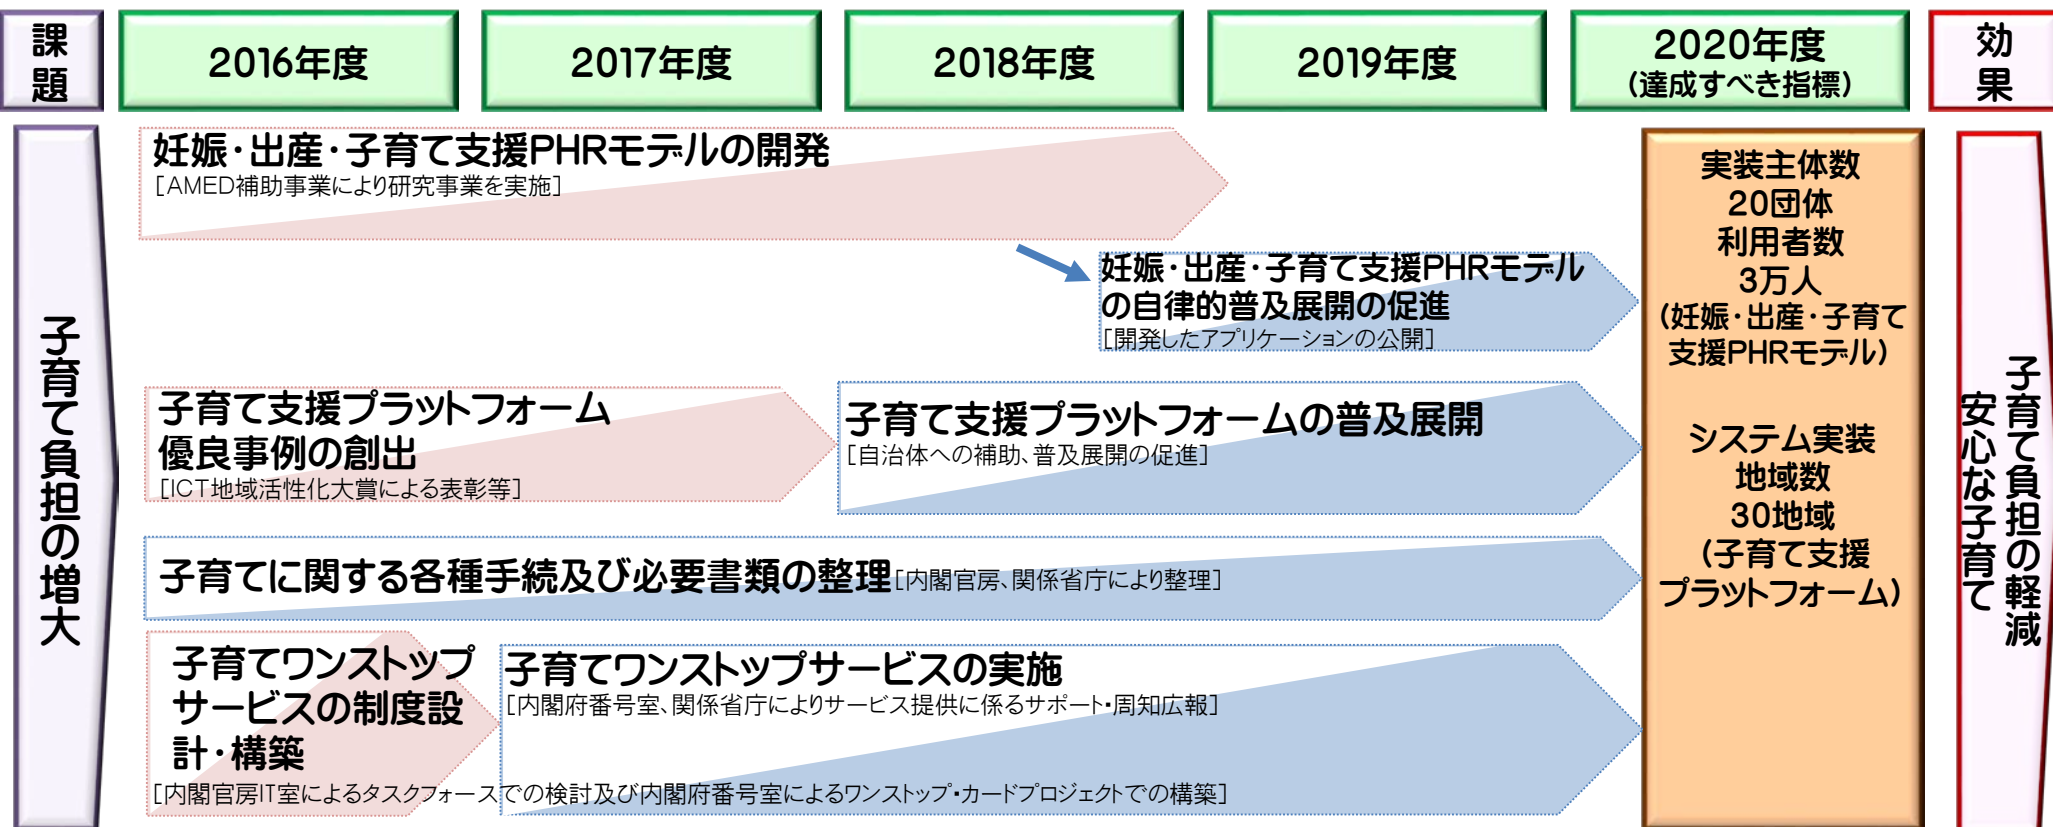 課題
2016年度
2017年度
2018年度
2019年度
2020年度
(達成すべき指標)
効果
子育て負担の増大
妊娠・出産・子育て支援PHRモデルの開発
[AMED補助事業により研究事業を実施]
妊娠・出産・子育て支援PHRモデル
の自律的普及展開の促進
[開発したアプリケーションの公開]
子育て支援プラットフォーム
優良事例の創出
[ICT地域活性化大賞による表彰等]
子育て支援プラットフォームの普及展開
[自治体への補助、普及展開の促進]
子育てに関する各種手続及び必要書類の整理[内閣官房、関係省庁により整理]
子育てワンストップ
サービスの制度設
計・構築
[内閣官房IT室によるタスクフォースでの検討及び内閣府番号室によるワンストップ・カードプロジェクトでの構築]
子育てワンストップサービスの実施
[内閣府番号室、関係省庁によりサービス提供に係るサポート・周知広報]
実装主体数
20団体
利用者数
3万人
(妊娠・出産・子育て
支援PHRモデル)
システム実装
地域数
30地域
(子育て支援
プラットフォーム)
子育て負担の軽減
安心な子育て